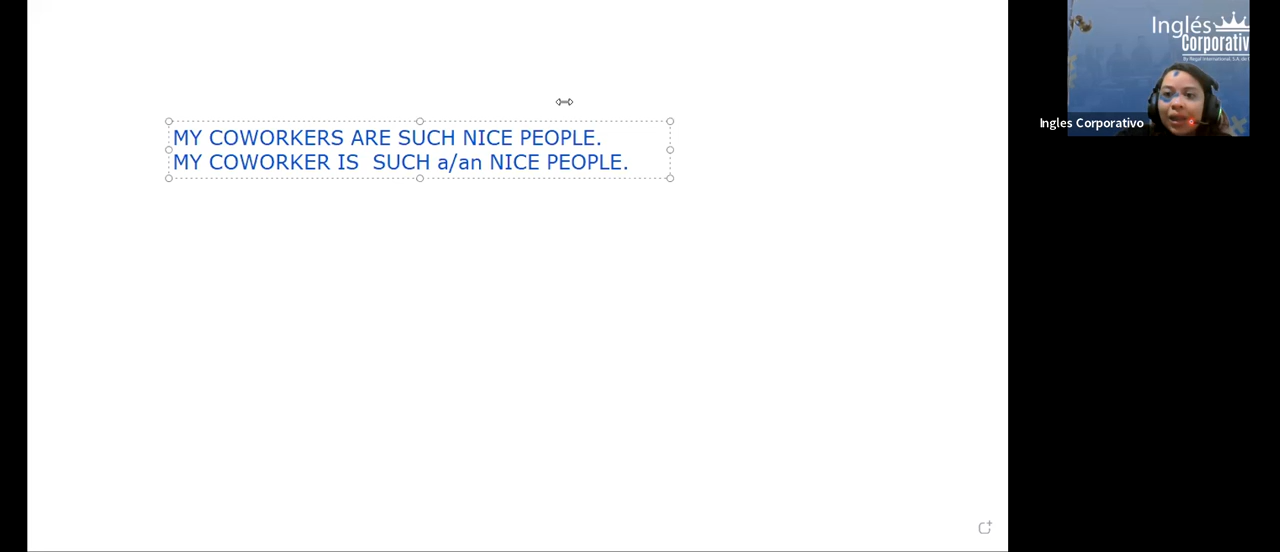 MY COWORKERS ARE SUCH NICE PEOPLE.
MY COWORKER IS  SUCH a/an NICE PEOPLE.
Inglés
Corporativ
Ingles Corporativo